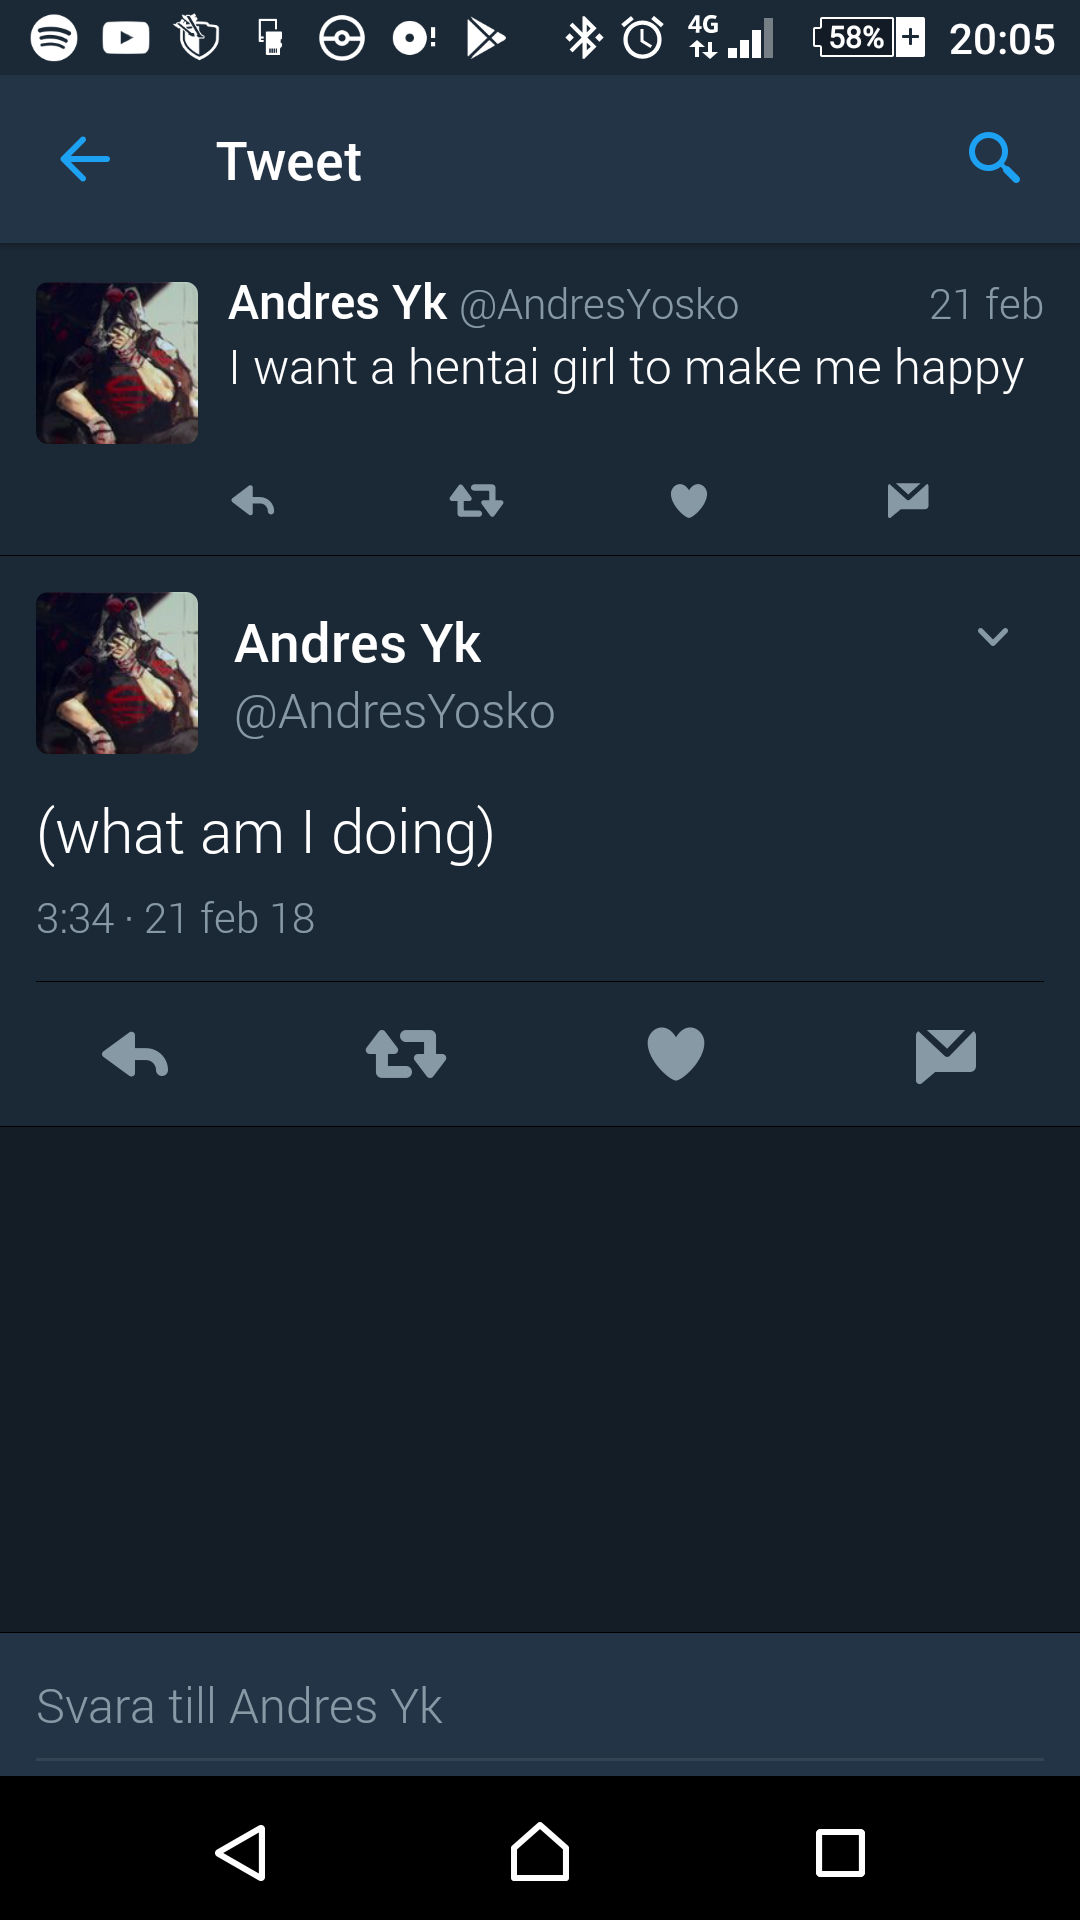 4G 58% 20:05
Tweet
Andres Yk @AndresYosko 21 feb
I want a hentai girl to make me happy
Andres Yk
@AndresYosko
(what am I doing)
3:34 · 21 feb 18
Svara till Andres Yk